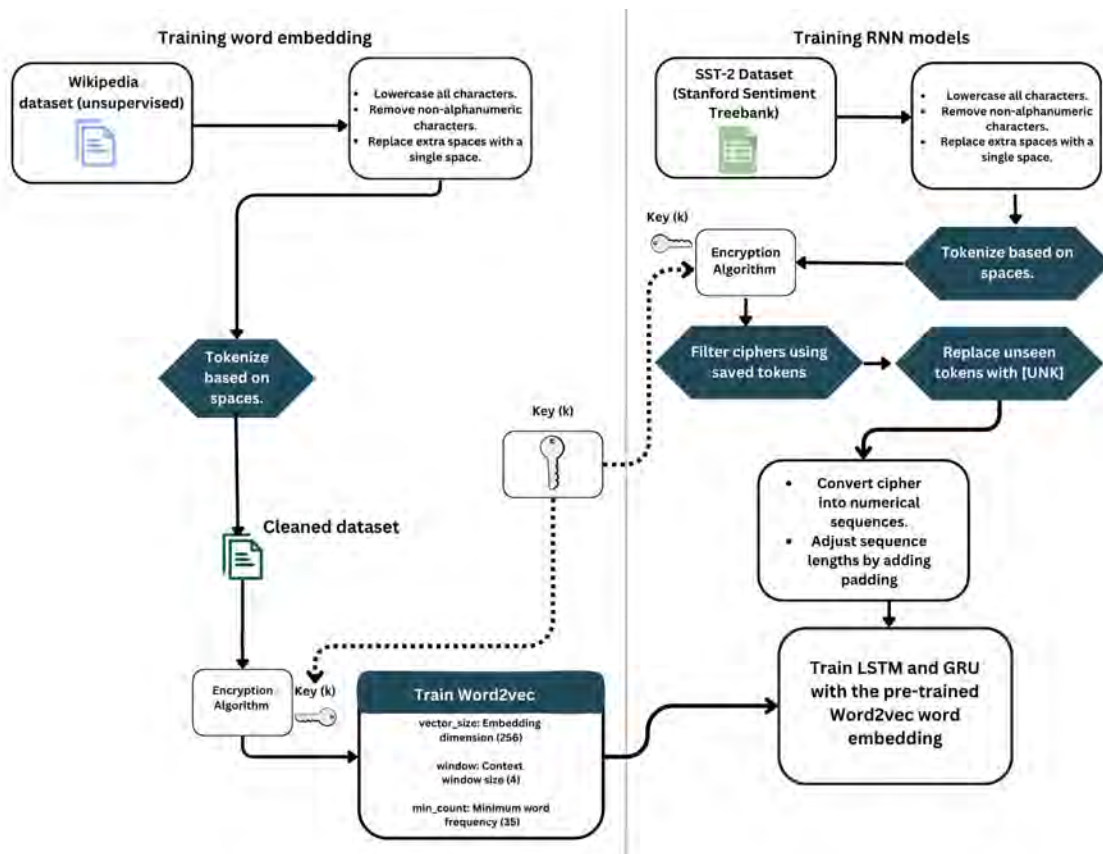 Training word embedding
Wikipedia
dataset (unsupervised)
• Lowercase all characters.
• Remove non-alphanumeric
characters.
• Replace extra spaces with a
single space.
Tokenize
based on
spaces.
Cleaned dataset
Encryption
Algorithm
Key (k)
Key (k)
Train Word2vec
vector_size: Embedding
dimension (256)
window: Context
window size (4)
min_count: Minimum word
frequency (35)
Training RNN models
SST-2 Dataset
(Stanford Sentiment
Treebank)
• Lowercase all characters.
• Remove non-alphanumeric
characters.
• Replace extra spaces with a
single space.
Key (k)
Encryption
Algorithm
Tokenize based on
spaces.
Filter ciphers using
saved tokens
Replace unseen
tokens with [UNK]
• Convert cipher
into numerical
sequences.
• Adjust sequence
lengths by adding
padding
Train LSTM and GRU
with the pre-trained
Word2vec word
embedding